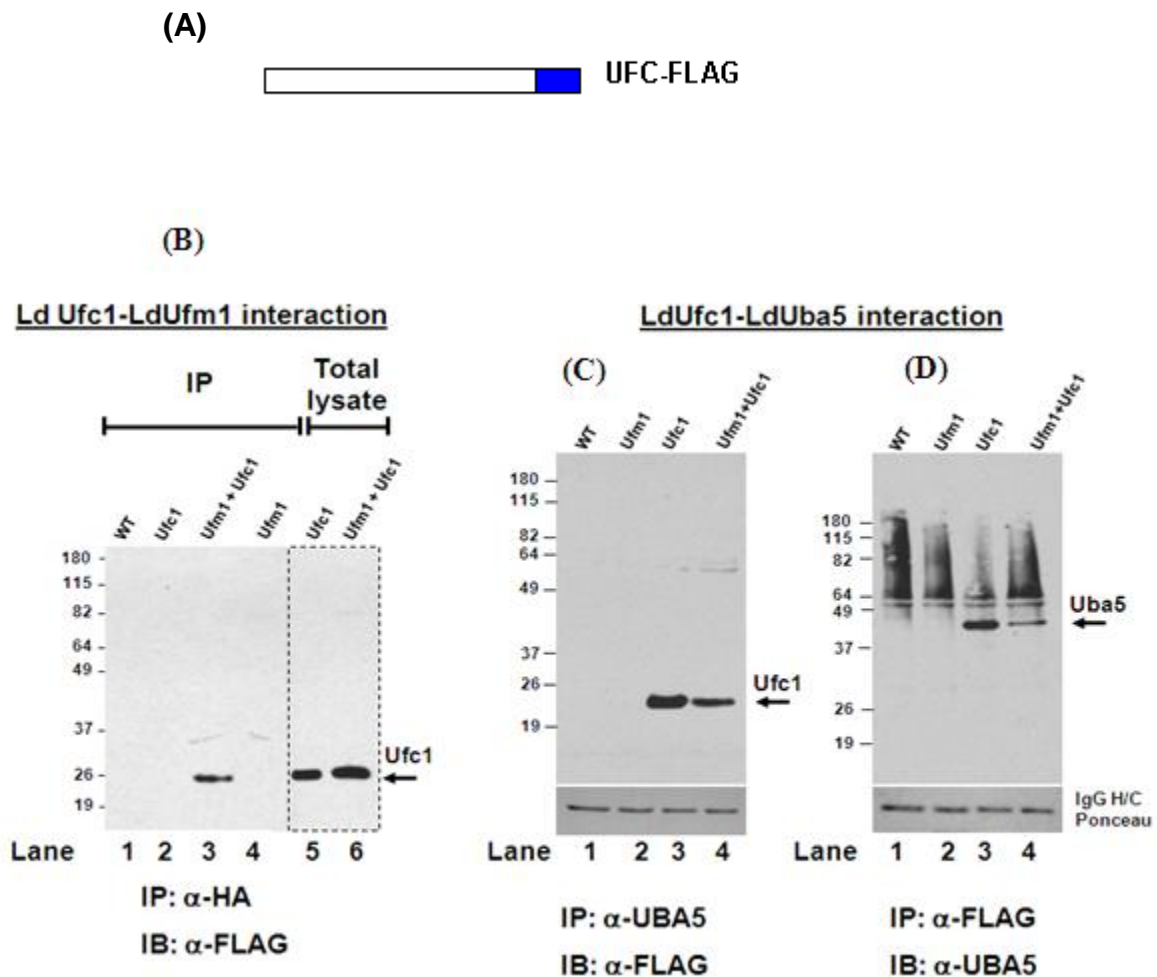 (A)
UFC-FLAG
(B)
Ld Ufc1-LdUfm1 interaction
IP
Total
lysate
WT
Ufc1
Ufm1 + Ufc1
Ufm1
Ufc1
Ufm1 + Ufc1
180
115
82
64
49
37
26
19
Ufc1
Lane 1 2 3 4 5 6
IP: α-HA
IB: α-FLAG
LdUfc1-LdUba5 interaction
(C)
WT
Ufm1
Ufc1
Ufm1+Ufc1
180
115
82
64
49
37
26
19
Ufc1
Lane 1 2 3 4
IP: α-UBA5
IB: α-FLAG
(D)
WT
Ufm1
Ufc1
Ufm1+Ufc1
180
115
82
64
49
37
26
19
Uba5
IgG H/C
Ponceau
Lane 1 2 3 4
IP: α-FLAG
IB: α-UBA5